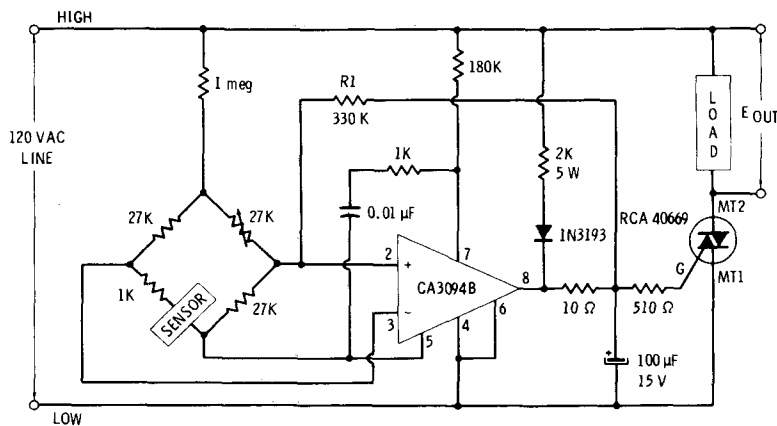 HIGH
I meg
R1
330 K
180K
LOAD
E OUT
120 VAC
LINE
1K
2K
5 W
27K
27K
0.01 µF
1N3193
RCA 40669
MT2
2
+
7
CA3094B
8
G
MT1
1K
SENSOR
27K
3
−
5
4
6
10 Ω
510 Ω
+
100 µF
15 V
LOW